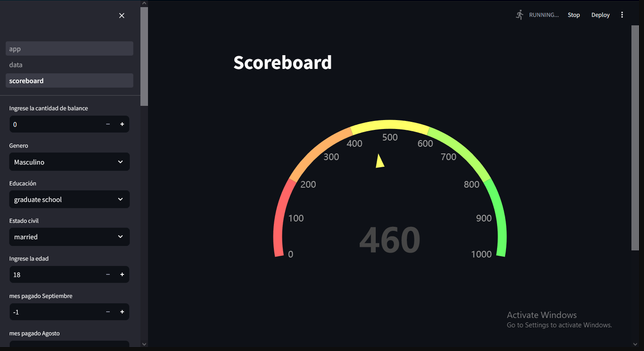 RUNNING...
Stop
Deploy
app
data
scoreboard
Ingrese la cantidad de balance
0
Genero
Masculino
Educación
graduate school
Estado civil
married
Ingrese la edad
18
mes pagado Septiembre
-1
mes pagado Agosto
Scoreboard
0
100
200
300
400
500
600
700
800
900
1000
460
Activate Windows
Go to Settings to activate Windows.